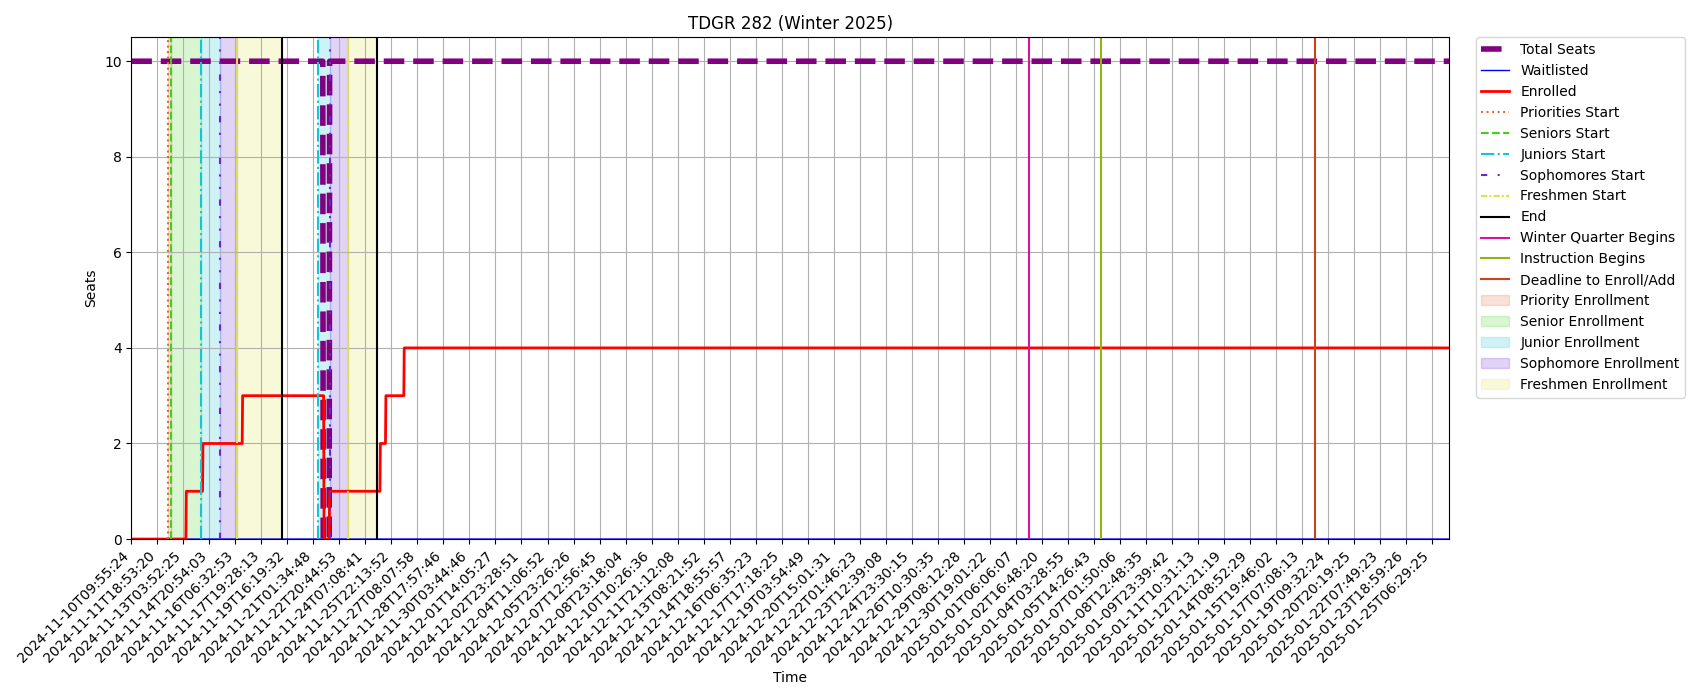 TDGR 282 (Winter 2025)
10
8
6
4
2
0
Seats
2024-11-10T09:55:24
2024-11-11T18:53:20
2024-11-13T03:52:25
2024-11-14T20:54:03
2024-11-16T06:32:53
2024-11-17T19:28:13
2024-11-19T16:19:32
2024-11-21T01:34:48
2024-11-22T20:44:53
2024-11-24T07:08:41
2024-11-25T22:13:52
2024-11-27T08:07:58
2024-11-28T17:57:46
2024-11-30T03:44:46
2024-12-01T14:05:27
2024-12-02T23:28:51
2024-12-04T11:06:52
2024-12-05T23:26:26
2024-12-07T12:56:45
2024-12-08T23:18:04
2024-12-10T10:26:36
2024-12-11T21:12:08
2024-12-13T08:21:52
2024-12-14T18:55:57
2024-12-16T06:35:23
2024-12-17T17:18:25
2024-12-19T03:54:49
2024-12-20T15:01:31
2024-12-22T01:46:23
2024-12-23T12:39:08
2024-12-24T23:30:15
2024-12-26T10:30:35
2024-12-29T08:12:28
2024-12-30T19:01:22
2025-01-01T06:06:07
2025-01-02T16:48:20
2025-01-04T03:28:55
2025-01-05T14:26:43
2025-01-07T01:50:06
2025-01-08T12:48:35
2025-01-09T23:39:42
2025-01-11T10:31:13
2025-01-12T21:21:19
2025-01-14T08:52:29
2025-01-15T19:46:02
2025-01-17T07:08:13
2025-01-19T09:32:24
2025-01-20T20:19:25
2025-01-22T07:49:23
2025-01-23T18:59:26
2025-01-25T06:29:25
Time
Total Seats
Waitlisted
Enrolled
Priorities Start
Seniors Start
Juniors Start
Sophomores Start
Freshmen Start
End
Winter Quarter Begins
Instruction Begins
Deadline to Enroll/Add
Priority Enrollment
Senior Enrollment
Junior Enrollment
Sophomore Enrollment
Freshmen Enrollment